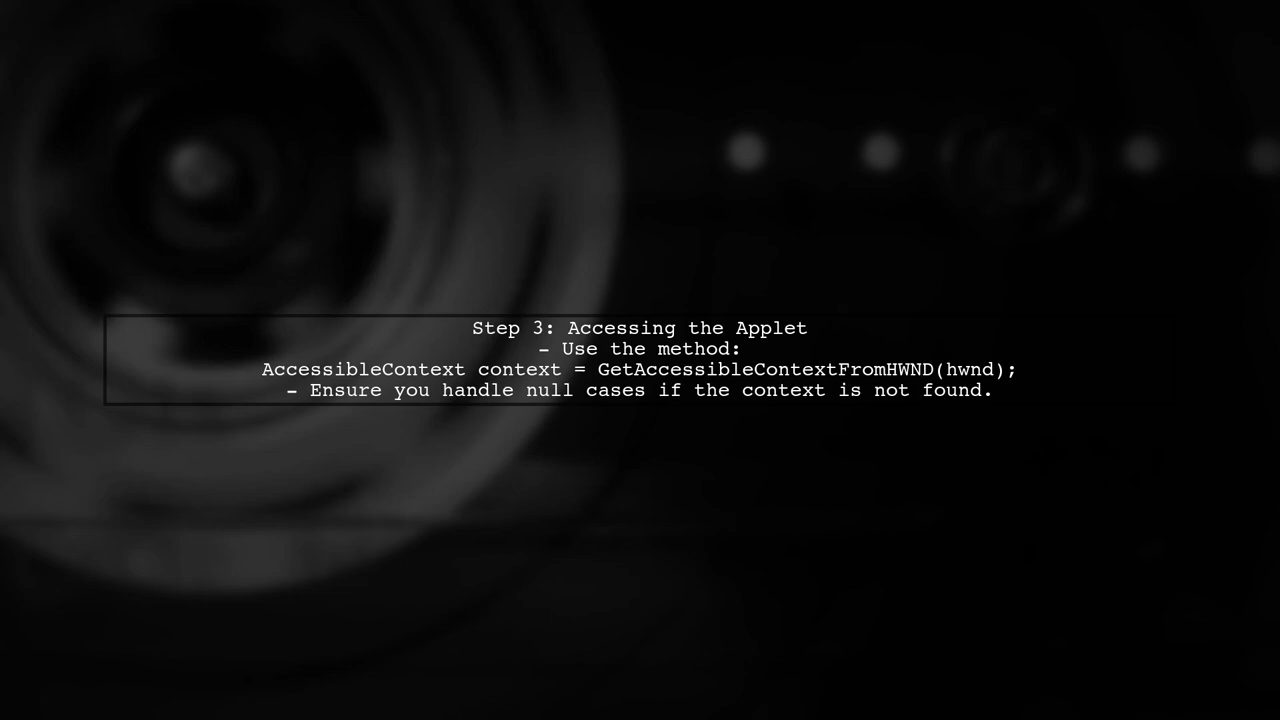 Step 3: Accessing the Applet
- Use the method:
AccessibleContext context = GetAccessibleContextFromHWND(hwnd);
- Ensure you handle null cases if the context is not found.